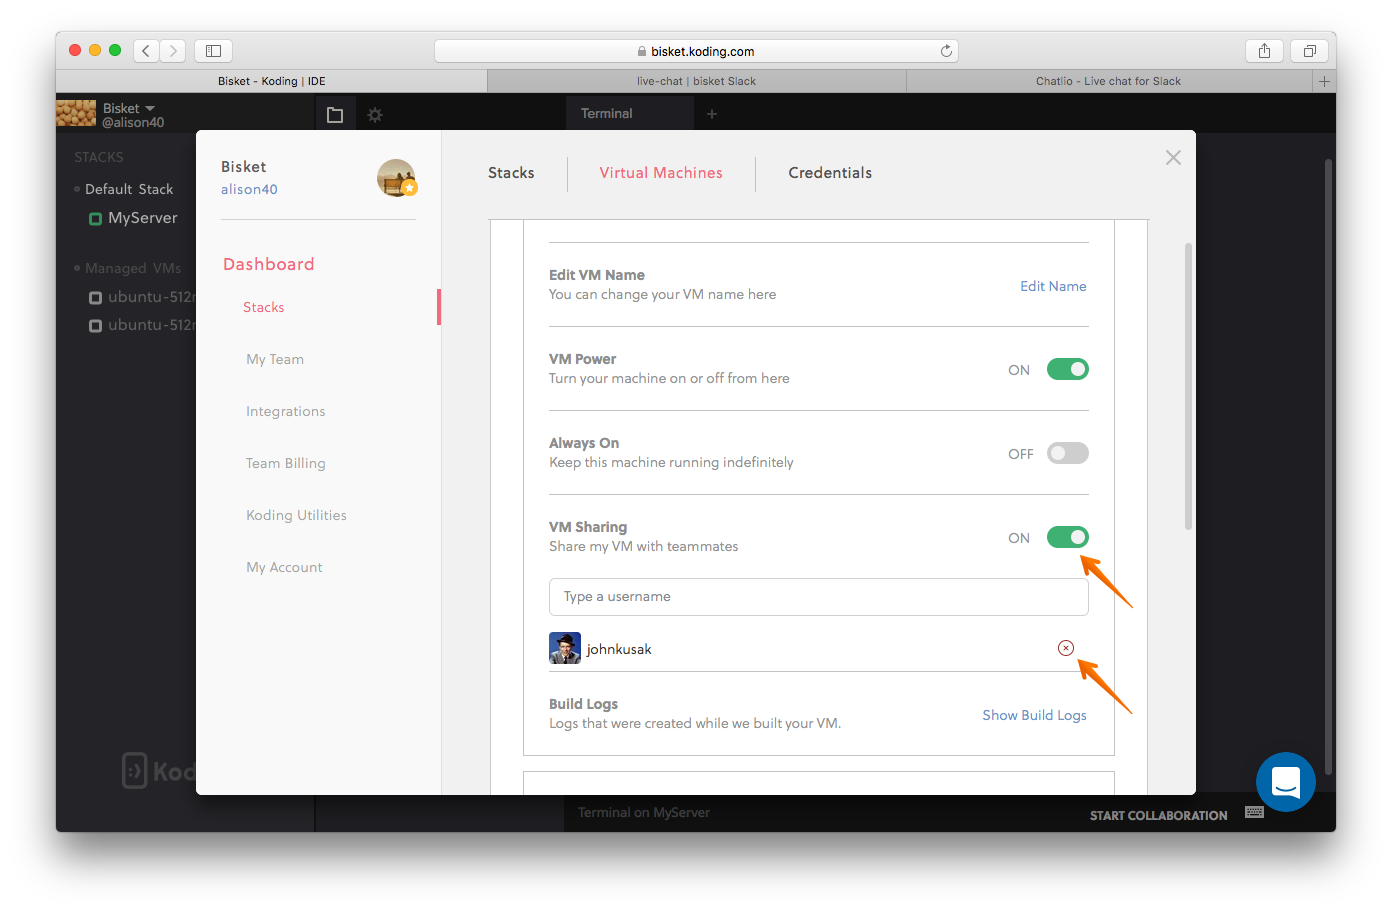 bisket.koding.com
Bisket - Koding | IDE
live-chat | bisket Slack
Chatlio - Live chat for Slack
Bisket
@alison40
Terminal
STACKS
Default Stack
MyServer
Managed VMs
ubuntu-512
ubuntu-512
Kod
Bisket
alison40
Dashboard
Stacks
My Team
Integrations
Team Billing
Koding Utilities
My Account
Stacks
Virtual Machines
Credentials
Edit VM Name
You can change your VM name here
Edit Name
VM Power
Turn your machine on or off from here
ON
Always On
Keep this machine running indefinitely
OFF
VM Sharing
Share my VM with teammates
ON
Type a username
johnkusak
Build Logs
Logs that were created while we built your VM.
Show Build Logs
Terminal on MyServer
START COLLABORATION